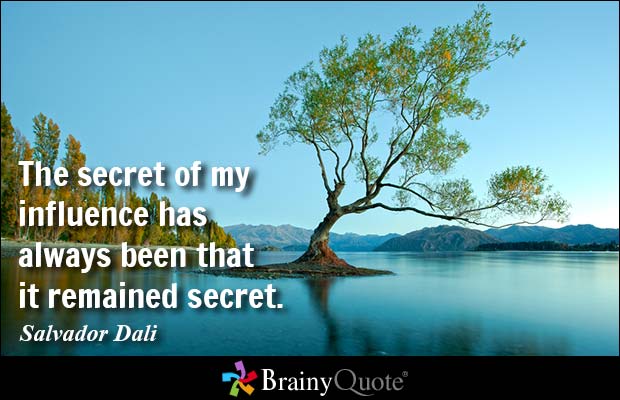 The secret of my
influence has
always been that
it remained secret.
Salvador Dali
BrainyQuote®